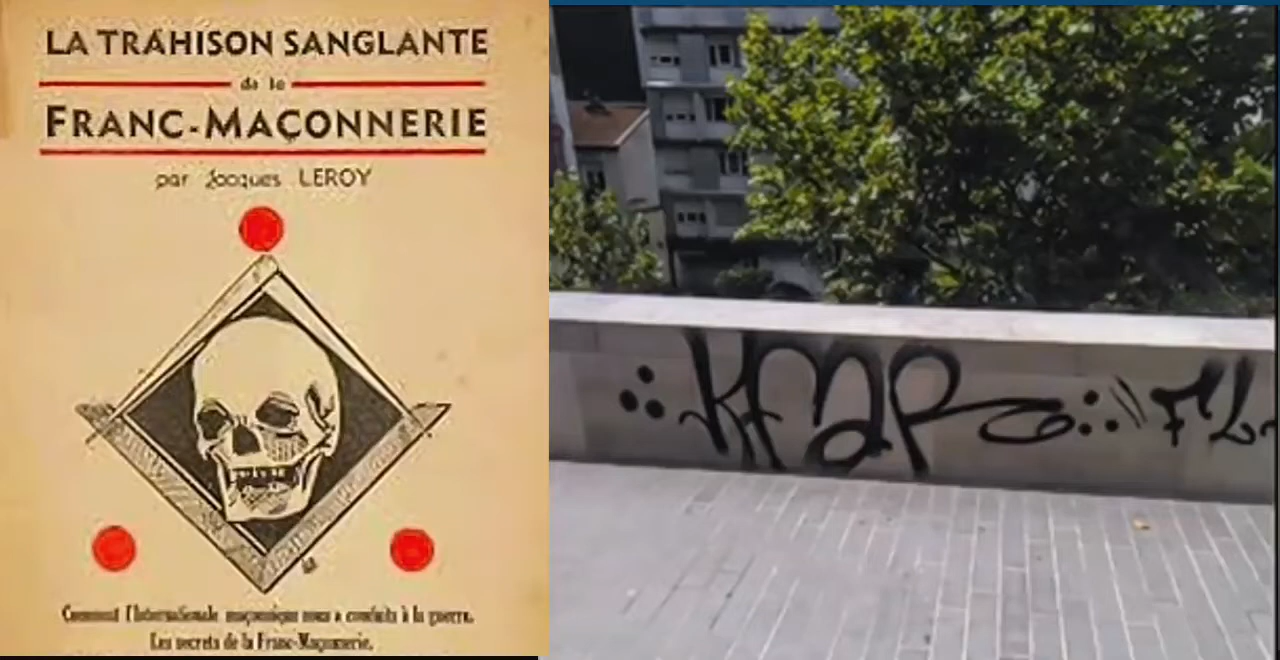 LA TRAHISON SANGLANTE
de la
FRANC-MAÇONNERIE
par Jacques LEROY
Comment l'Internationale maçonnique nous a conduits à la guerre.
Les secrets de la Franc-Maçonnerie.
KFAR